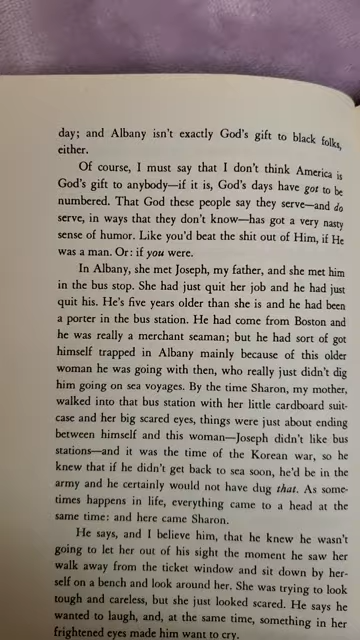 day; and Albany isn't exactly God's gift to black folks,
either.
Of course, I must say that I don't think America is
God's gift to anybody—if it is, God's days have got to be
numbered. That God these people say they serve—and do
serve, in ways that they don't know—has got a very nasty
sense of humor. Like you'd beat the shit out of Him, if He
was a man. Or: if you were.
In Albany, she met Joseph, my father, and she met him
in the bus stop. She had just quit her job and he had just
quit his. He's five years older than she is and he had been
a porter in the bus station. He had come from Boston and
he was really a merchant seaman; but he had sort of got
himself trapped in Albany mainly because of this older
woman he was going with then, who really just didn't dig
him going on sea voyages. By the time Sharon, my mother,
walked into that bus station with her little cardboard suit-
case and her big scared eyes, things were just about ending
between himself and this woman—Joseph didn't like bus
stations—and it was the time of the Korean war, so he
knew that if he didn't get back to sea soon, he'd be in the
army and he certainly would not have dug that. As some-
times happens in life, everything came to a head at the
same time: and here came Sharon.
He says, and I believe him, that he knew he wasn't
going to let her out of his sight the moment he saw her
walk away from the ticket window and sit down by her-
self on a bench and look around her. She was trying to look
tough and careless, but she just looked scared. He says he
wanted to laugh, and, at the same time, something in her
frightened eyes made him want to cry.